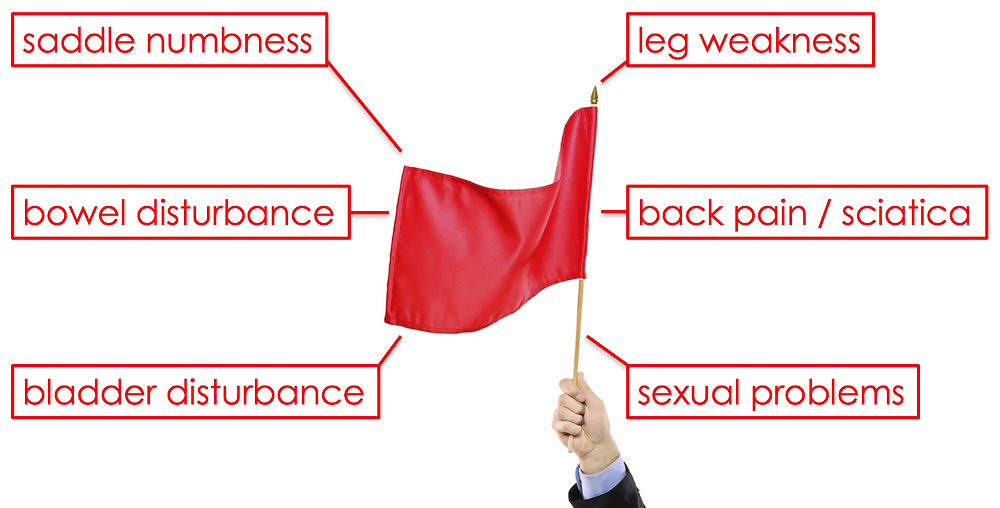 saddle numbness
leg weakness
bowel disturbance
back pain / sciatica
bladder disturbance
sexual problems